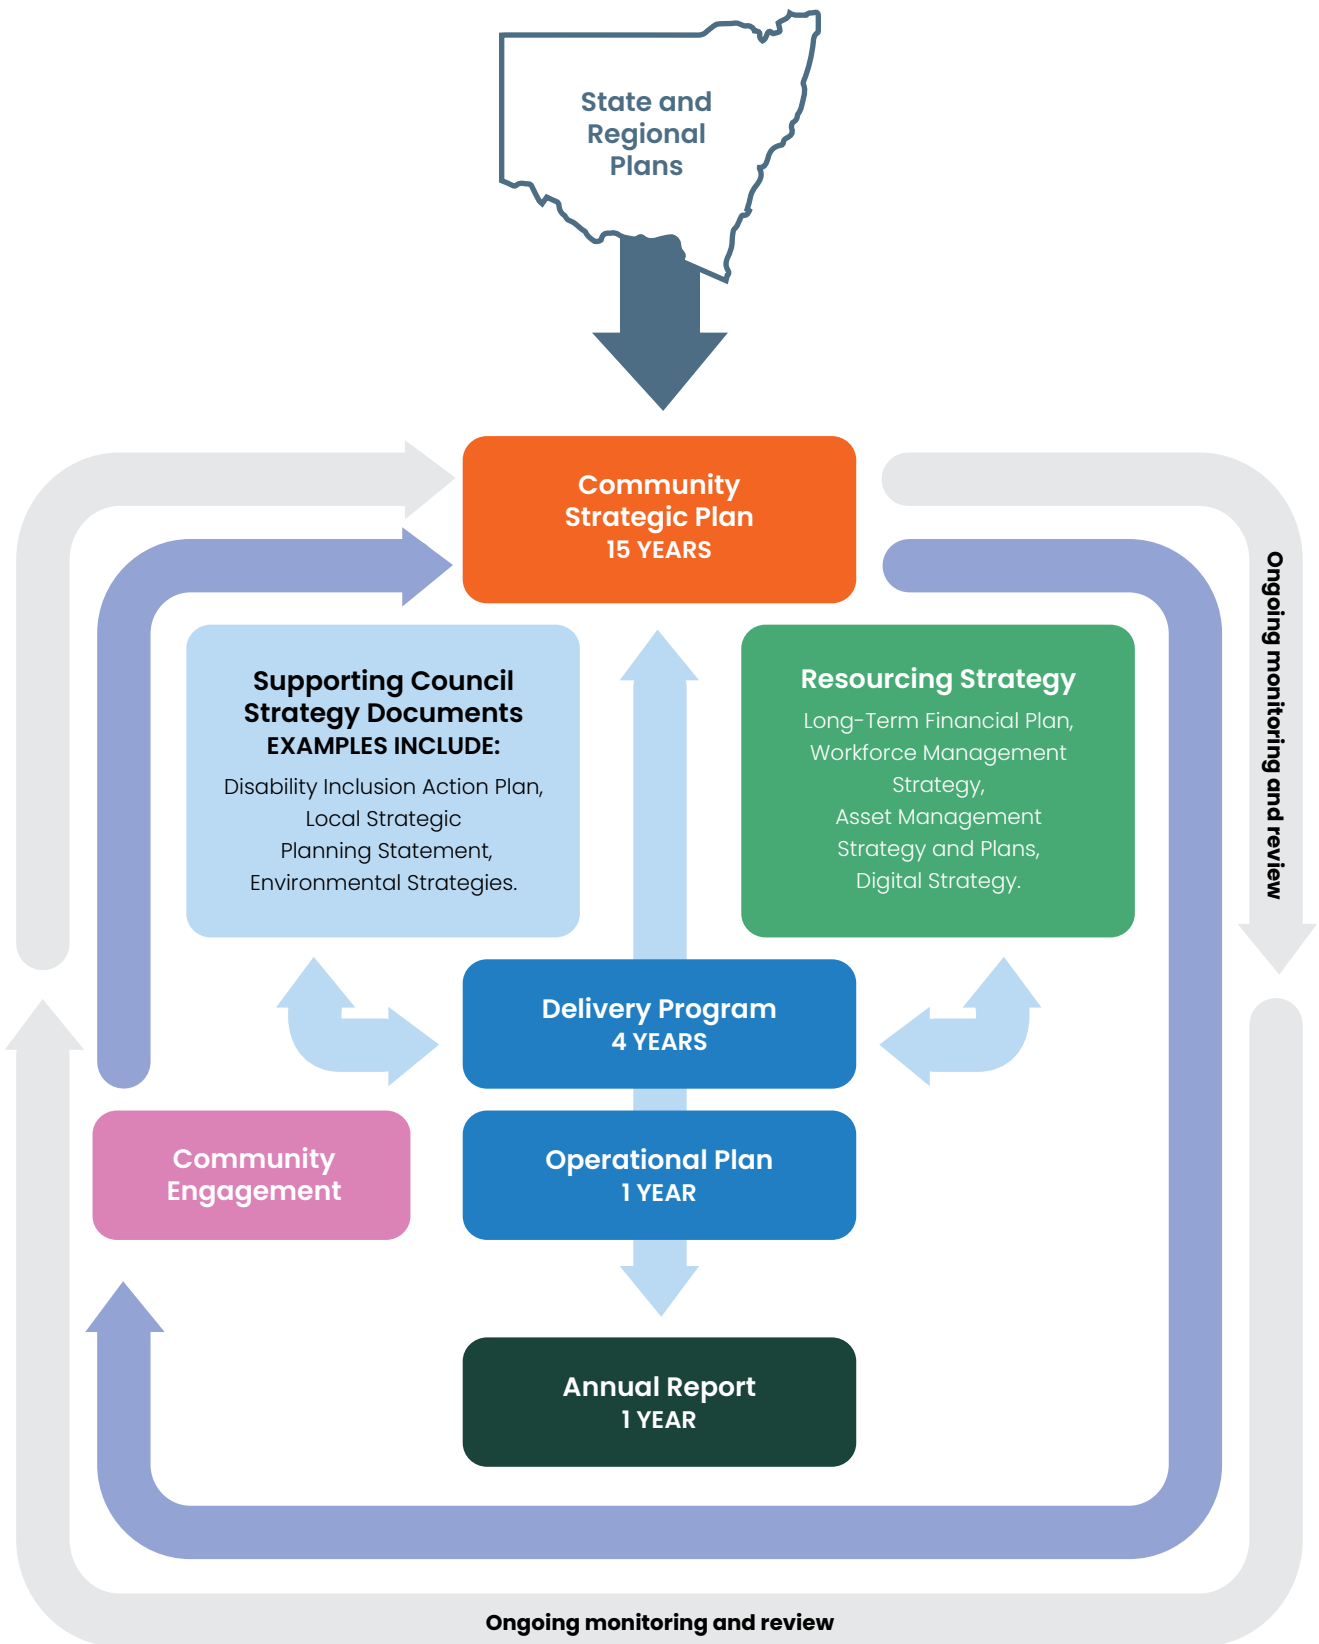 State and
Regional
Plans
Community
Strategic Plan
15 YEARS
Ongoing monitoring and review
Supporting Council
Strategy Documents
EXAMPLES INCLUDE:
Disability Inclusion Action Plan,
Local Strategic
Planning Statement,
Environmental Strategies.
Resourcing Strategy
Long-Term Financial Plan,
Workforce Management
Strategy,
Asset Management
Strategy and Plans,
Digital Strategy.
Delivery Program
4 YEARS
Community
Engagement
Operational Plan
1 YEAR
Annual Report
1 YEAR
Ongoing monitoring and review